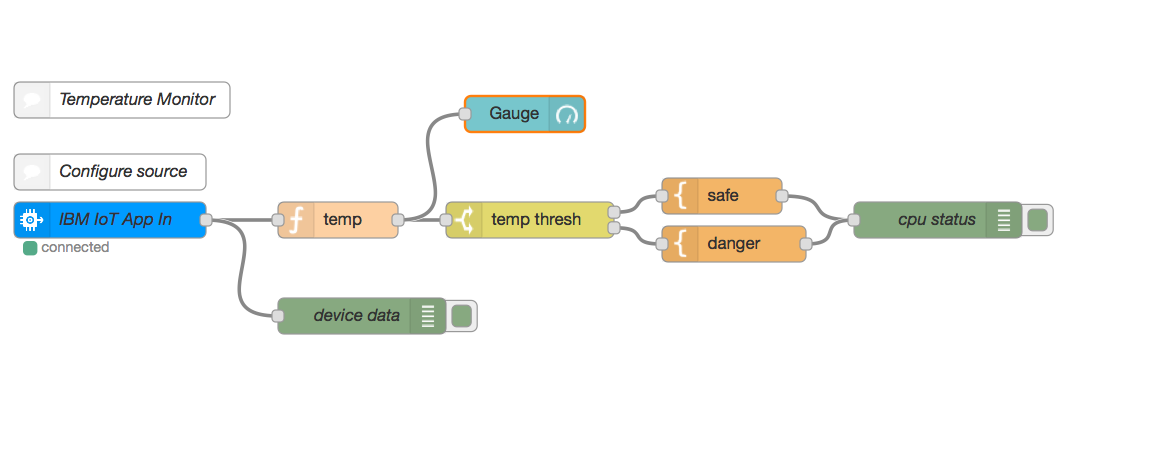 Temperature Monitor
Gauge
Configure source
IBM IoT App In
connected
temp
temp thresh
safe
danger
cpu status
device data